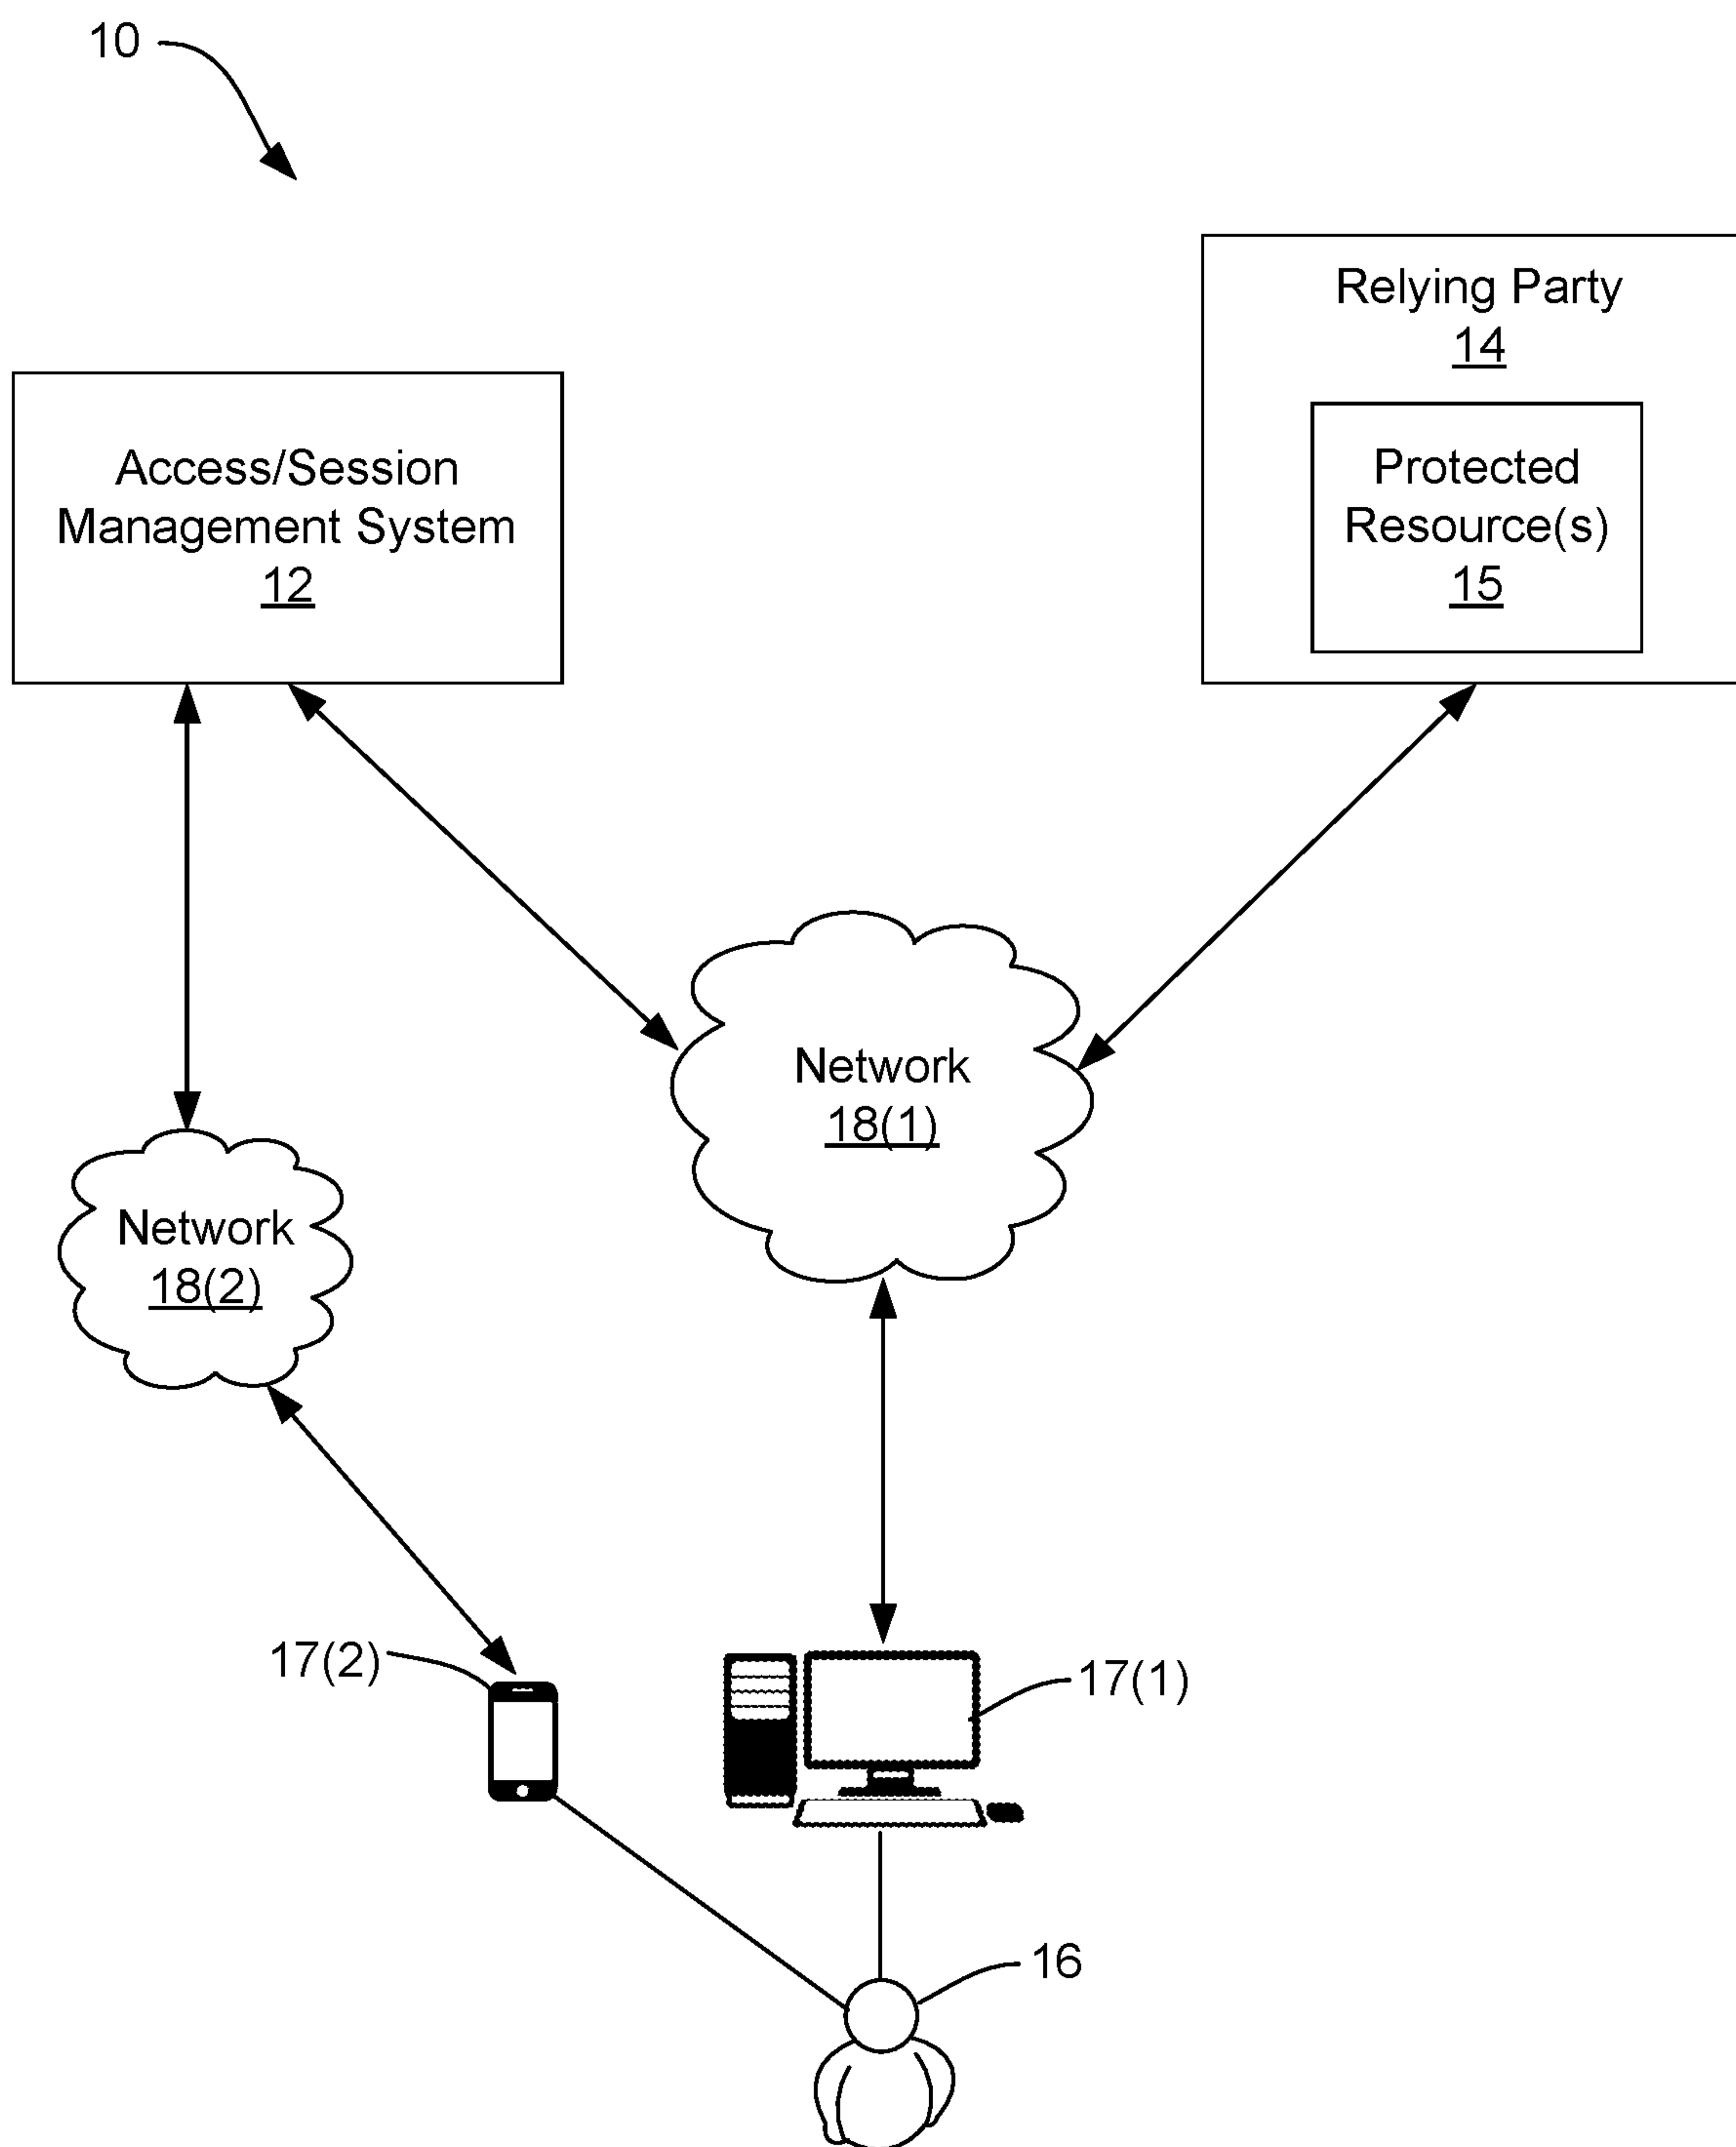 10
Relying Party
14
Access/Session
Management System
12
Protected
Resource(s)
15
Network
18(1)
Network
18(2)
17(2)
17(1)
16